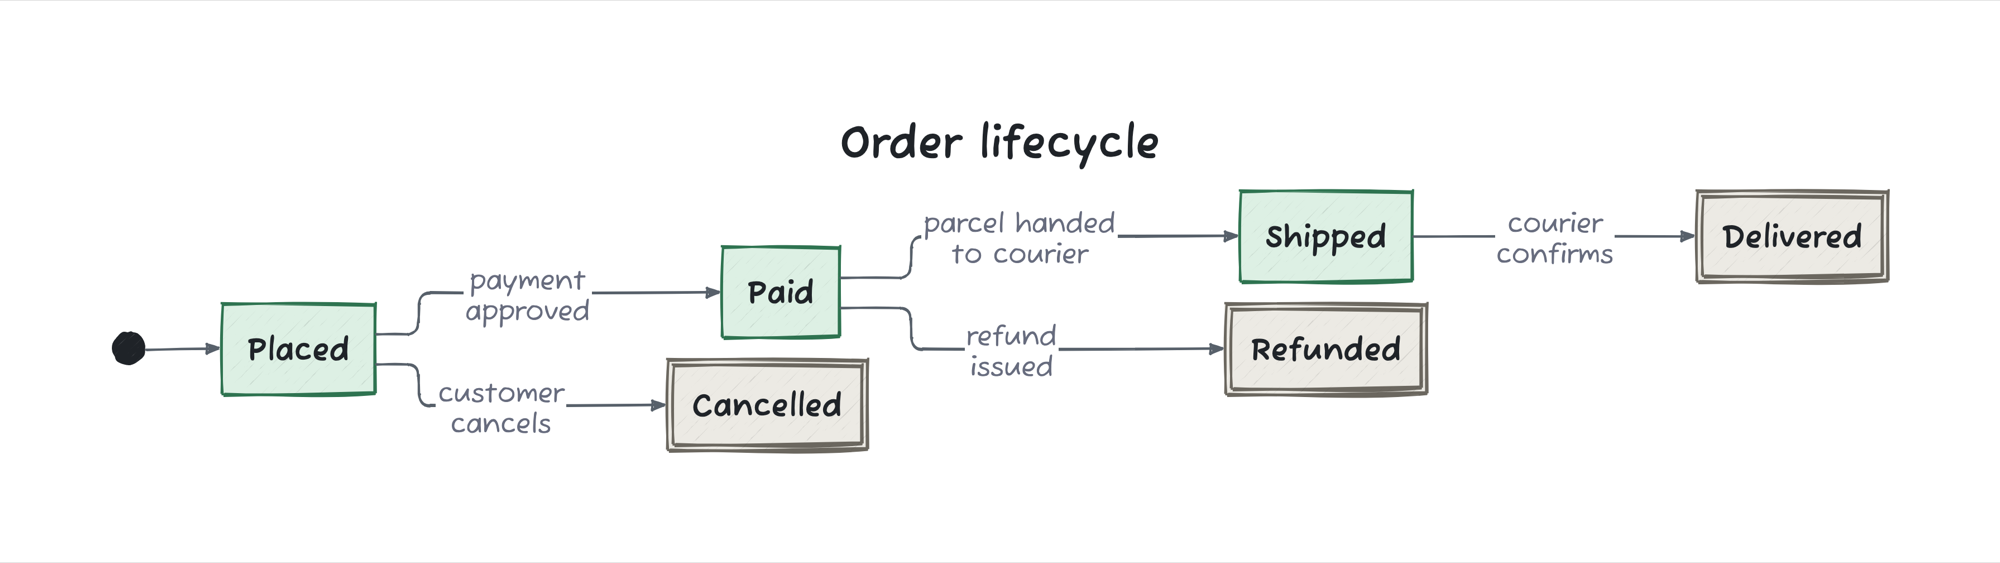 Order lifecycle
Placed
payment
approved
customer
cancels
Paid
Cancelled
parcel handed
to courier
refund
issued
Shipped
Refunded
courier
confirms
Delivered